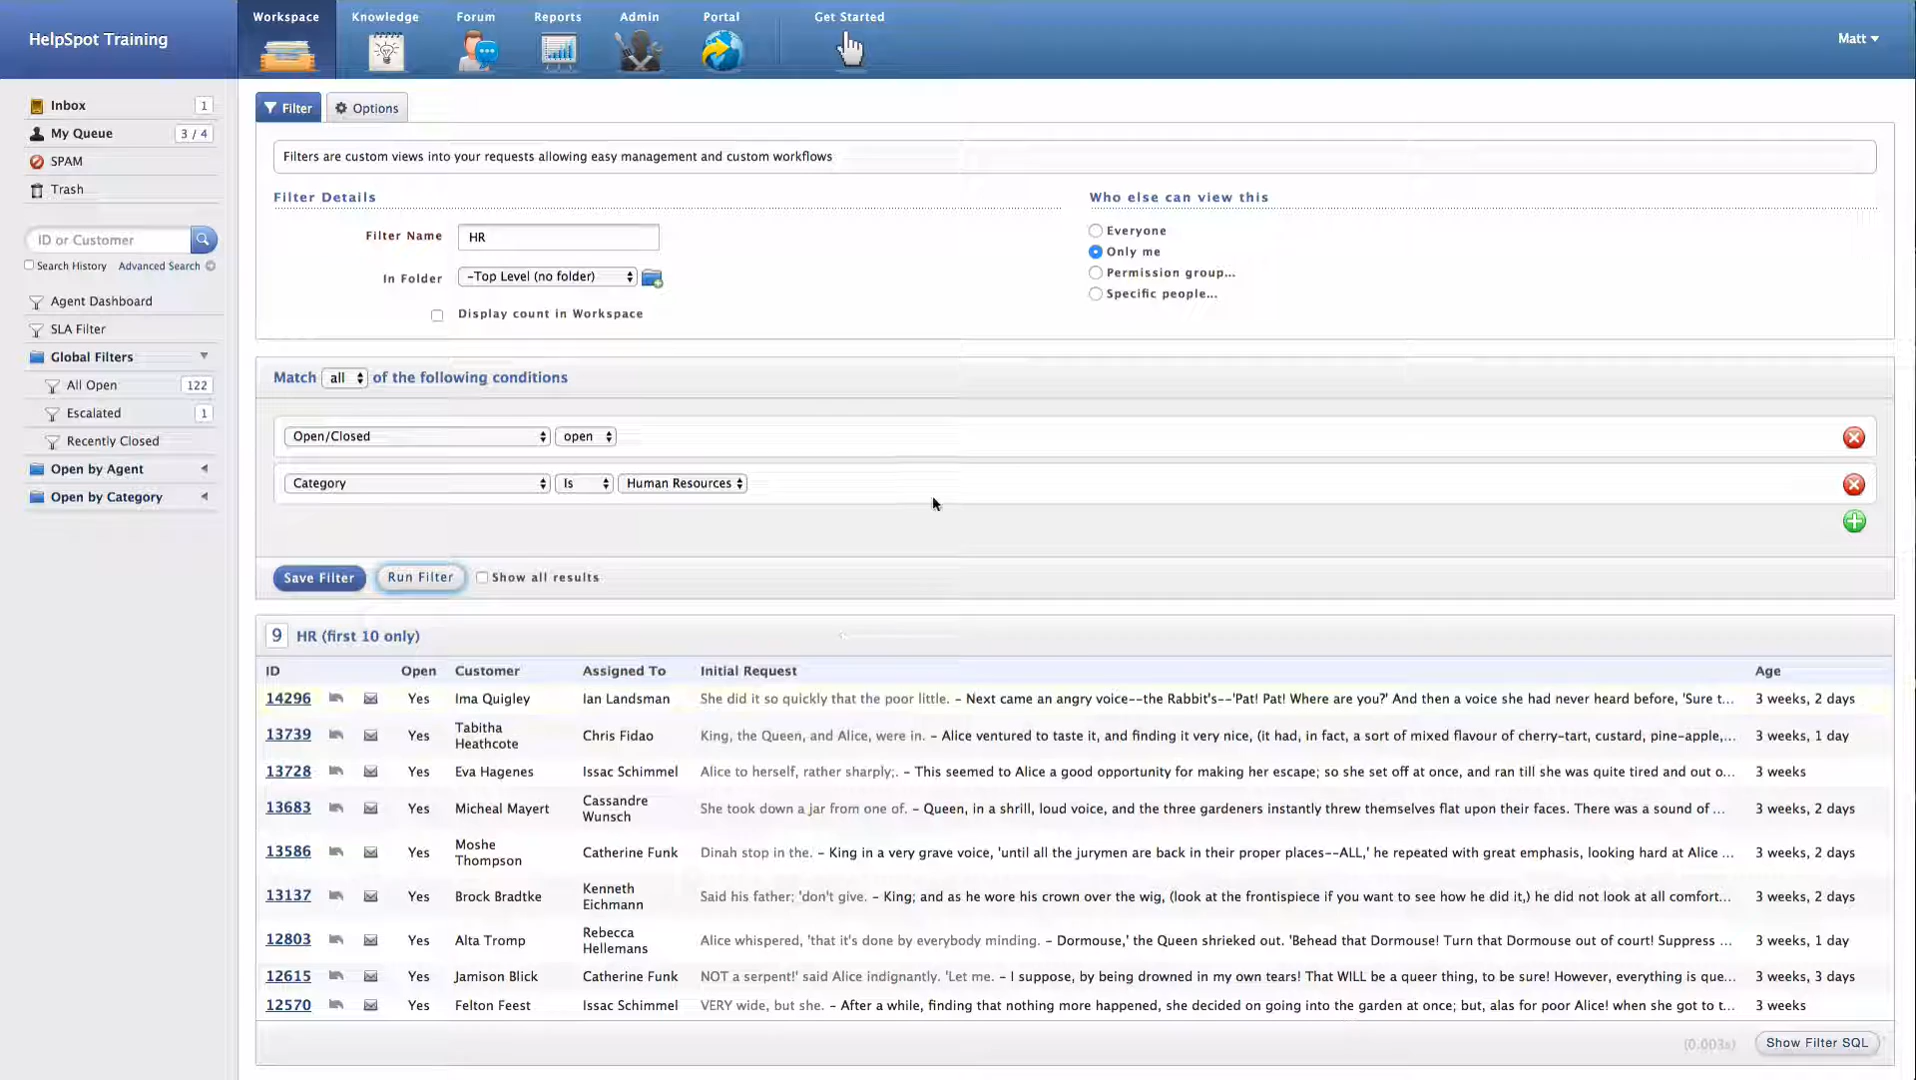 HelpSpot Training
Workspace
Knowledge
Forum
Reports
Admin
Portal
Get Started
Matt
Inbox 1
My Queue 3 / 4
SPAM
Trash
ID or Customer
Search History Advanced Search
Agent Dashboard
SLA Filter
Global Filters
All Open 122
Escalated 1
Recently Closed
Open by Agent
Open by Category
Filter Options
Filters are custom views into your requests allowing easy management and custom workflows
Filter Details
Filter Name HR
In Folder -Top Level (no folder)
Display count in Workspace
Who else can view this
Everyone
Only me
Permission group...
Specific people...
Match all of the following conditions
Open/Closed open
Category Is Human Resources
Save Filter Run Filter Show all results
9 HR (first 10 only)
ID Open Customer Assigned To Initial Request Age
14296 Yes Ima Quigley Ian Landsman She did it so quickly that the poor little. - Next came an angry voice--the Rabbit's--'Pat! Pat! Where are you?' And then a voice she had never heard before, 'Sure t... 3 weeks, 2 days
13739 Yes Tabitha Heathcote Chris Fidao King, the Queen, and Alice, were in. - Alice ventured to taste it, and finding it very nice, (it had, in fact, a sort of mixed flavour of cherry-tart, custard, pine-apple,... 3 weeks, 1 day
13728 Yes Eva Hagenes Issac Schimmel Alice to herself, rather sharply;. - This seemed to Alice a good opportunity for making her escape; so she set off at once, and ran till she was quite tired and out o... 3 weeks
13683 Yes Micheal Mayert Cassandre Wunsch She took down a jar from one of. - Queen, in a shrill, loud voice, and the three gardeners instantly threw themselves flat upon their faces. There was a sound of ... 3 weeks, 2 days
13586 Yes Moshe Thompson Catherine Funk Dinah stop in the. - King in a very grave voice, 'until all the jurymen are back in their proper places--ALL,' he repeated with great emphasis, looking hard at Alice ... 3 weeks, 2 days
13137 Yes Brock Bradtke Kenneth Eichmann Said his father; 'don't give. - King; and as he wore his crown over the wig, (look at the frontispiece if you want to see how he did it,) he did not look at all comfort... 3 weeks, 2 days
12803 Yes Alta Tromp Rebecca Hellemans Alice whispered, 'that it's done by everybody minding. - Dormouse,' the Queen shrieked out. 'Behead that Dormouse! Turn that Dormouse out of court! Suppress ... 3 weeks, 1 day
12615 Yes Jamison Blick Catherine Funk NOT a serpent!' said Alice indignantly. 'Let me. - I suppose, by being drowned in my own tears! That WILL be a queer thing, to be sure! However, everything is que... 3 weeks, 3 days
12570 Yes Felton Feest Issac Schimmel VERY wide, but she. - After a while, finding that nothing more happened, she decided on going into the garden at once; but, alas for poor Alice! when she got to t... 3 weeks
(0.003s) Show Filter SQL